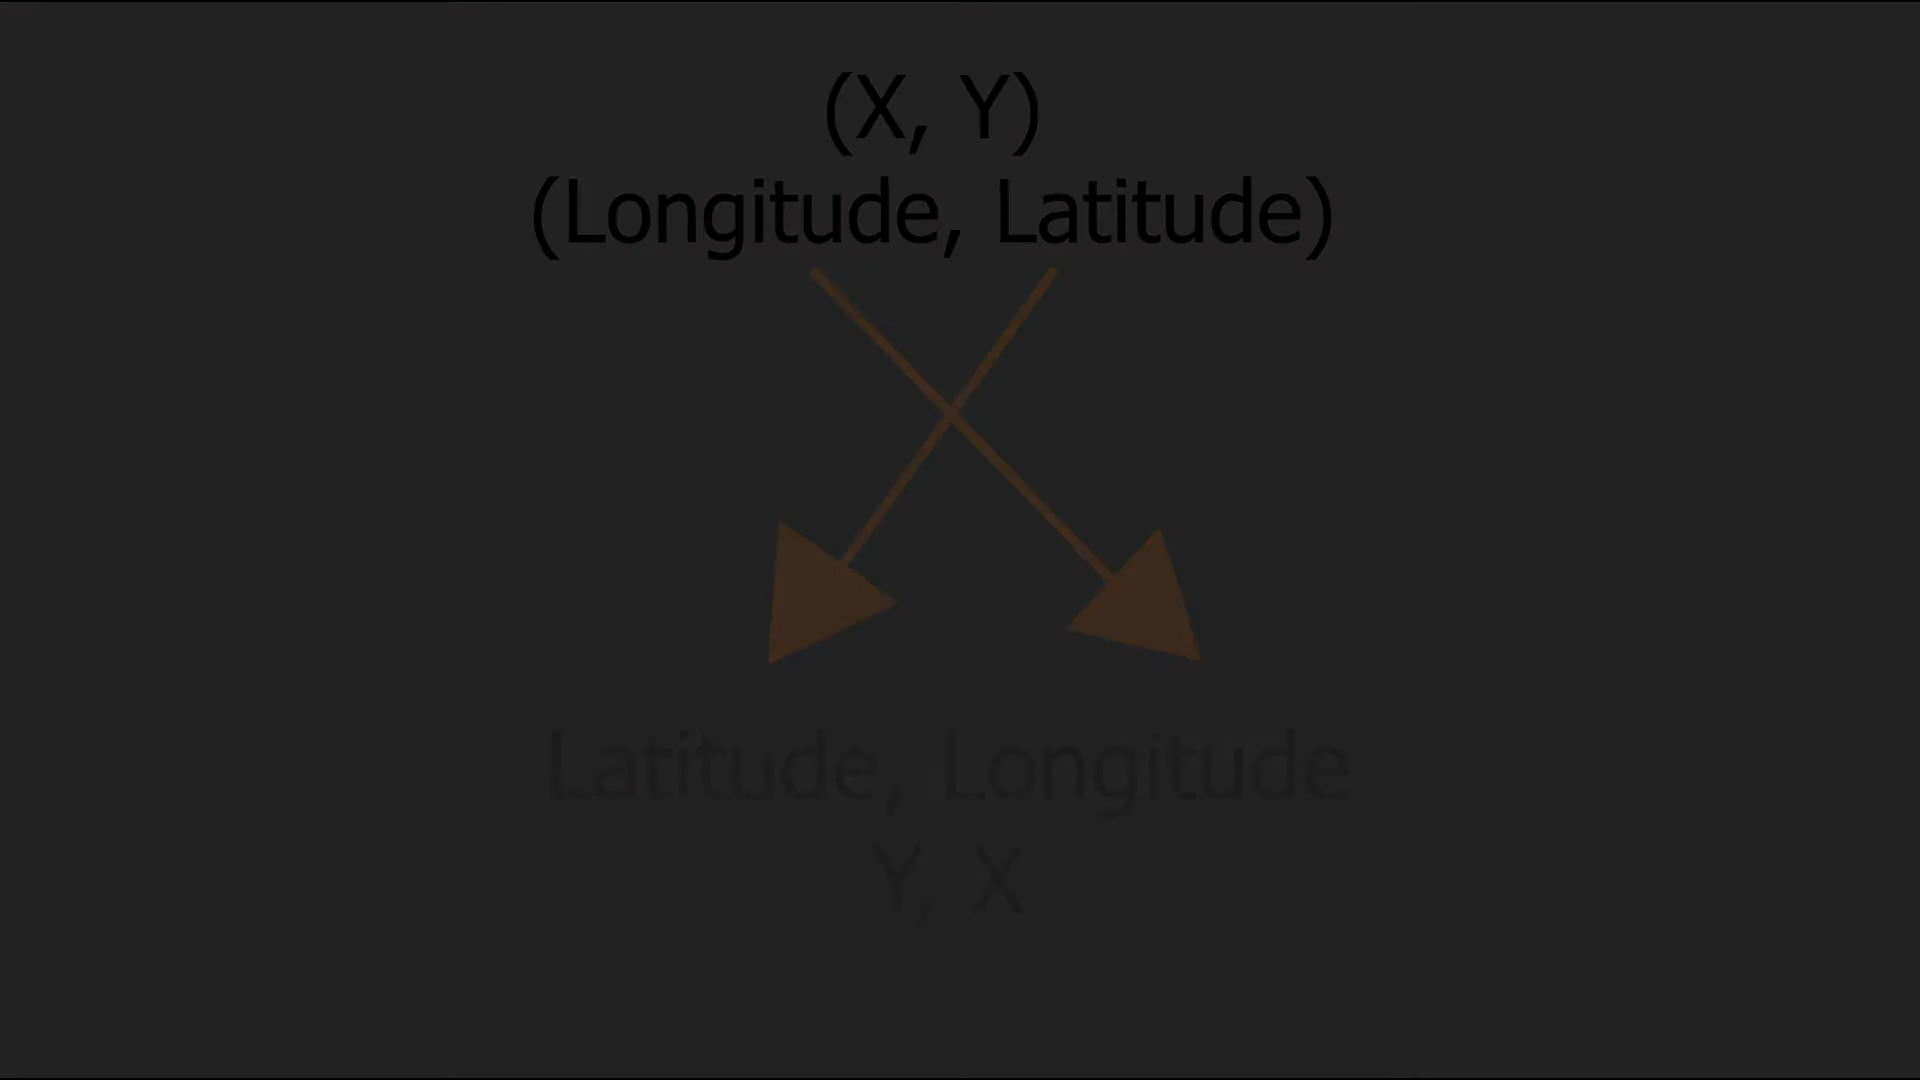 (X, Y)
(Longitude, Latitude)
Latitude, Longitude
Y, X